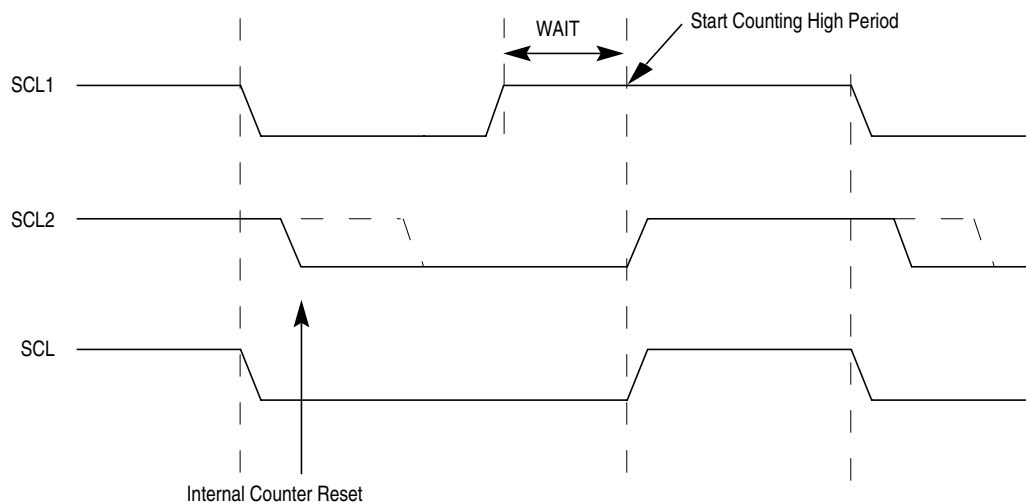 Start Counting High Period
WAIT
SCL1
SCL2
SCL
Internal Counter Reset